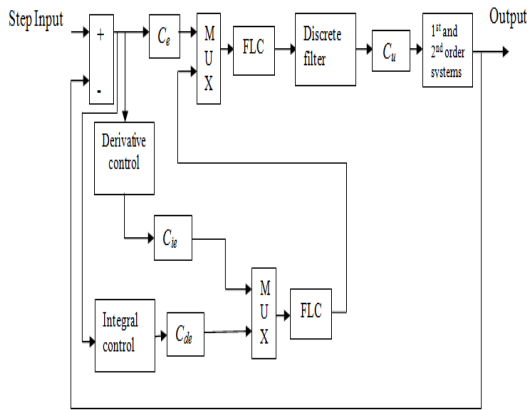 Step Input
Output
+
-
Ce
M
U
X
FLC
Discrete
filter
Cu
1st and
2nd order
systems
Derivative
control
Cie
Integral
control
Cde
M
U
X
FLC